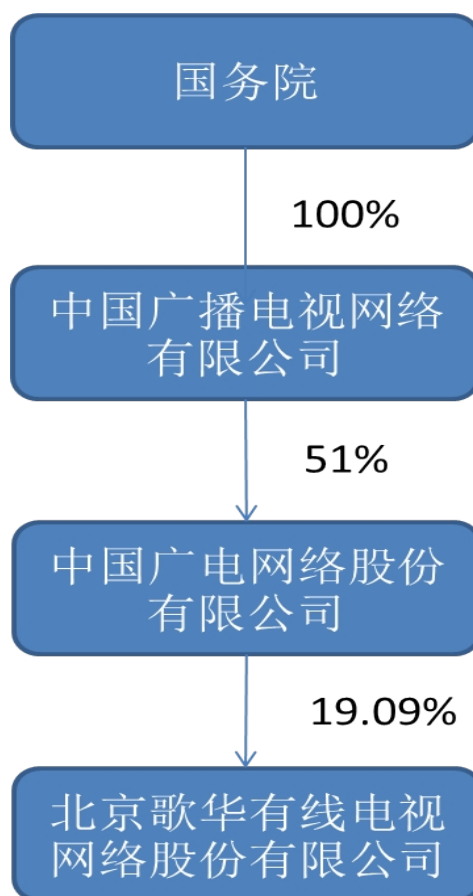 国务院
100%
中国广播电视网络
有限公司
51%
中国广电网络股份
有限公司
19.09%
北京歌华有线电视
网络股份有限公司